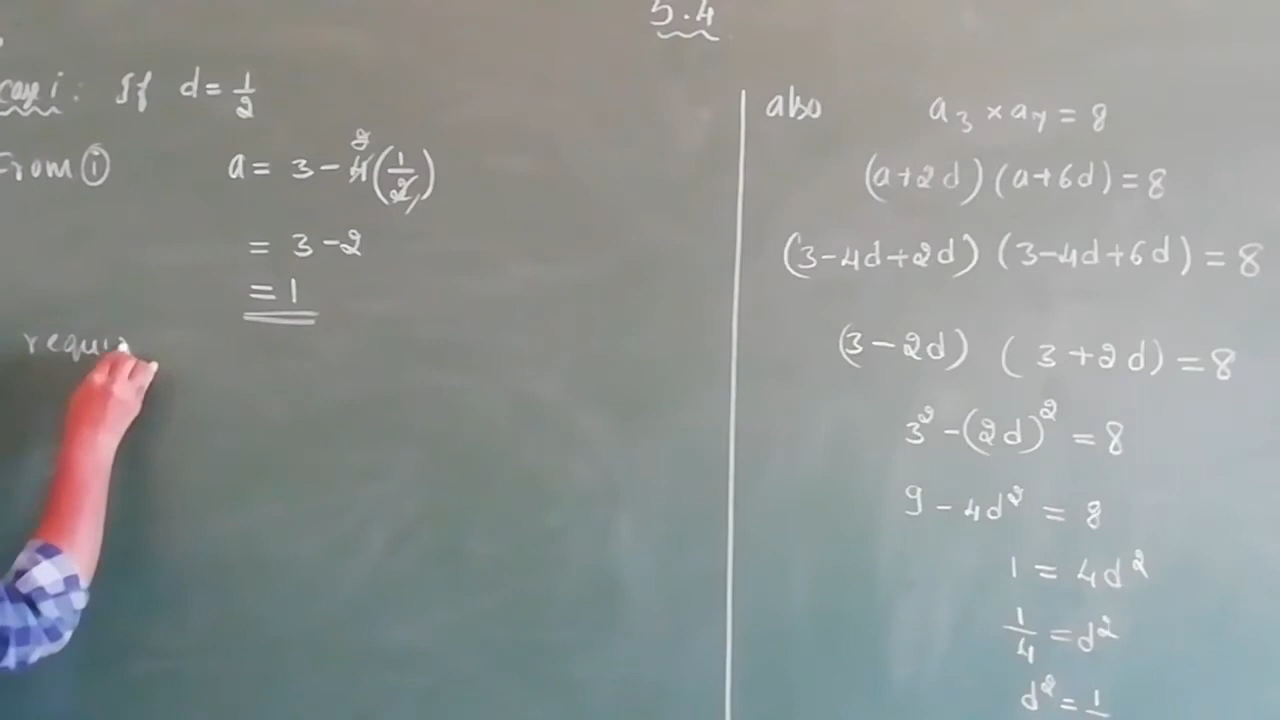 5.4
case i: If d = 1/2
From ① a = 3 - 4(1/2)
= 3 - 2
= 1
requi
also a₃ × a₇ = 8
(a+2d) (a+6d) = 8
(3-4d+2d) (3-4d+6d) = 8
(3-2d) (3+2d) = 8
3² - (2d)² = 8
9 - 4d² = 8
1 = 4d²
1/4 = d²
d² = 1